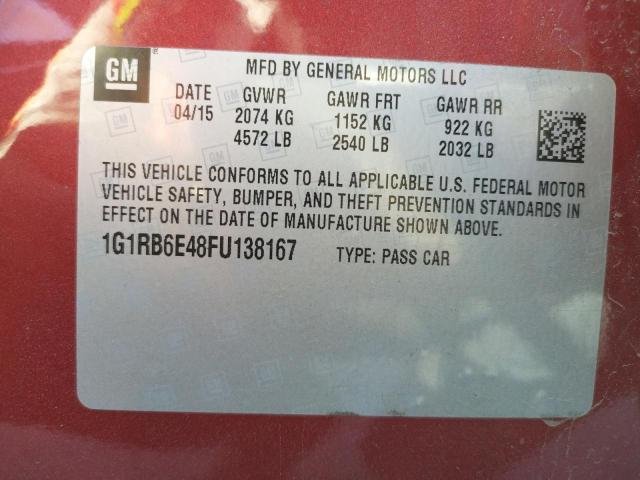 GM
MFD BY GENERAL MOTORS LLC
DATE GVWR GAWR FRT GAWR RR
04/15 2074 KG 1152 KG 922 KG
4572 LB 2540 LB 2032 LB
THIS VEHICLE CONFORMS TO ALL APPLICABLE U.S. FEDERAL MOTOR
VEHICLE SAFETY, BUMPER, AND THEFT PREVENTION STANDARDS IN
EFFECT ON THE DATE OF MANUFACTURE SHOWN ABOVE.
1G1RB6E48FU138167 TYPE: PASS CAR